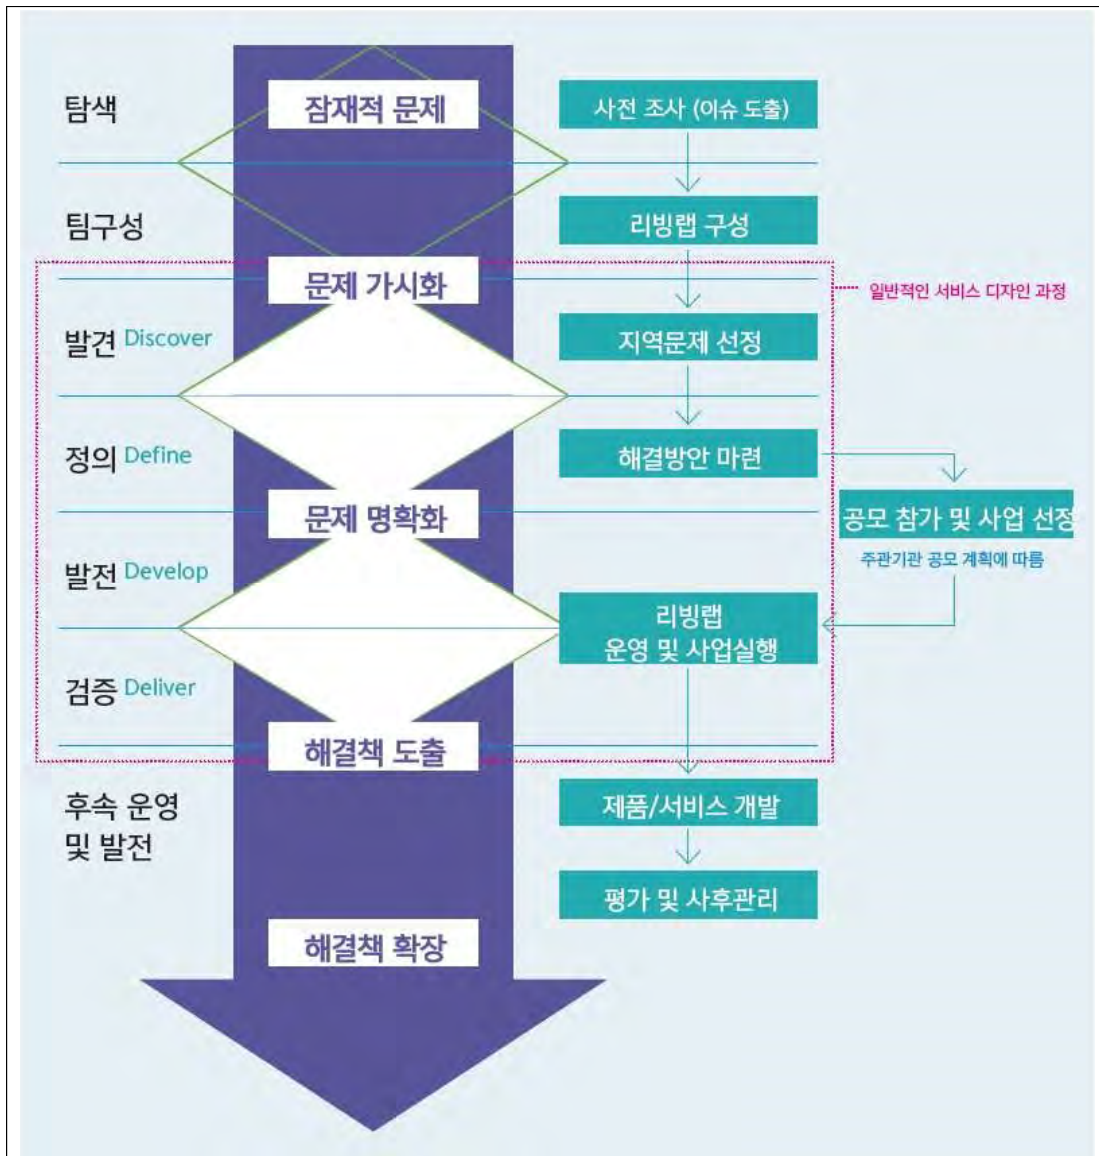 탐색
잠재적 문제
사전 조사 (이슈 도출)
팀구성
리빙랩 구성
문제 가시화
일반적인 서비스 디자인 과정
발견 Discover
지역문제 선정
정의 Define
해결방안 마련
문제 명확화
공모 참가 및 사업 선정
주관기관 공모 계획에 따름
발전 Develop
리빙랩
운영 및 사업실행
검증 Deliver
해결책 도출
후속 운영
및 발전
제품/서비스 개발
평가 및 사후관리
해결책 확장